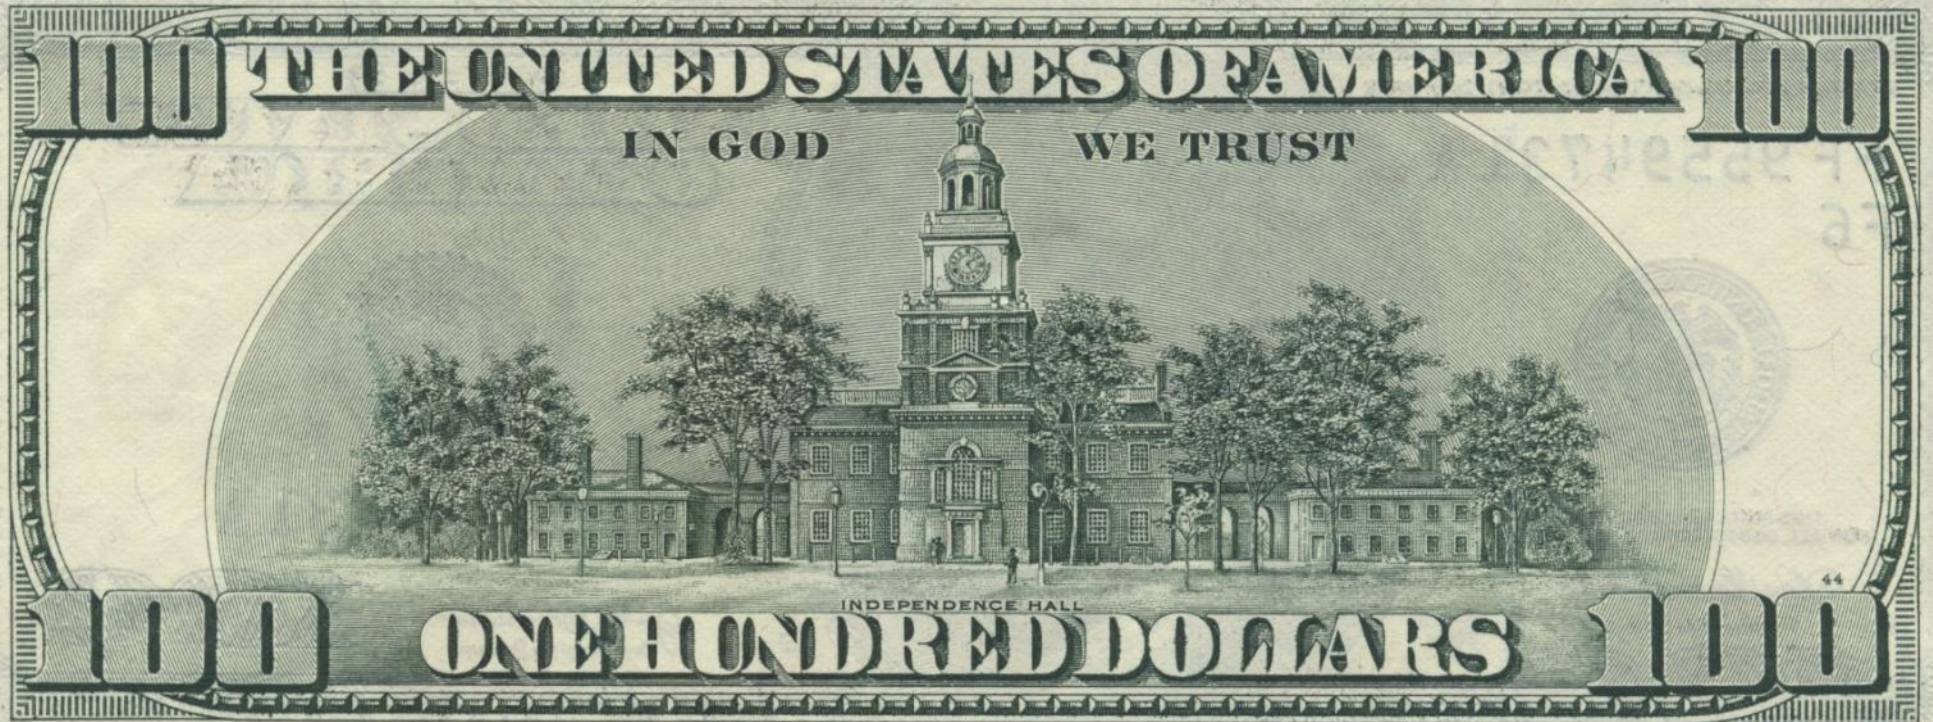 100 THE UNITED STATES OF AMERICA 100
IN GOD WE TRUST
44
INDEPENDENCE HALL
100 ONE HUNDRED DOLLARS 100